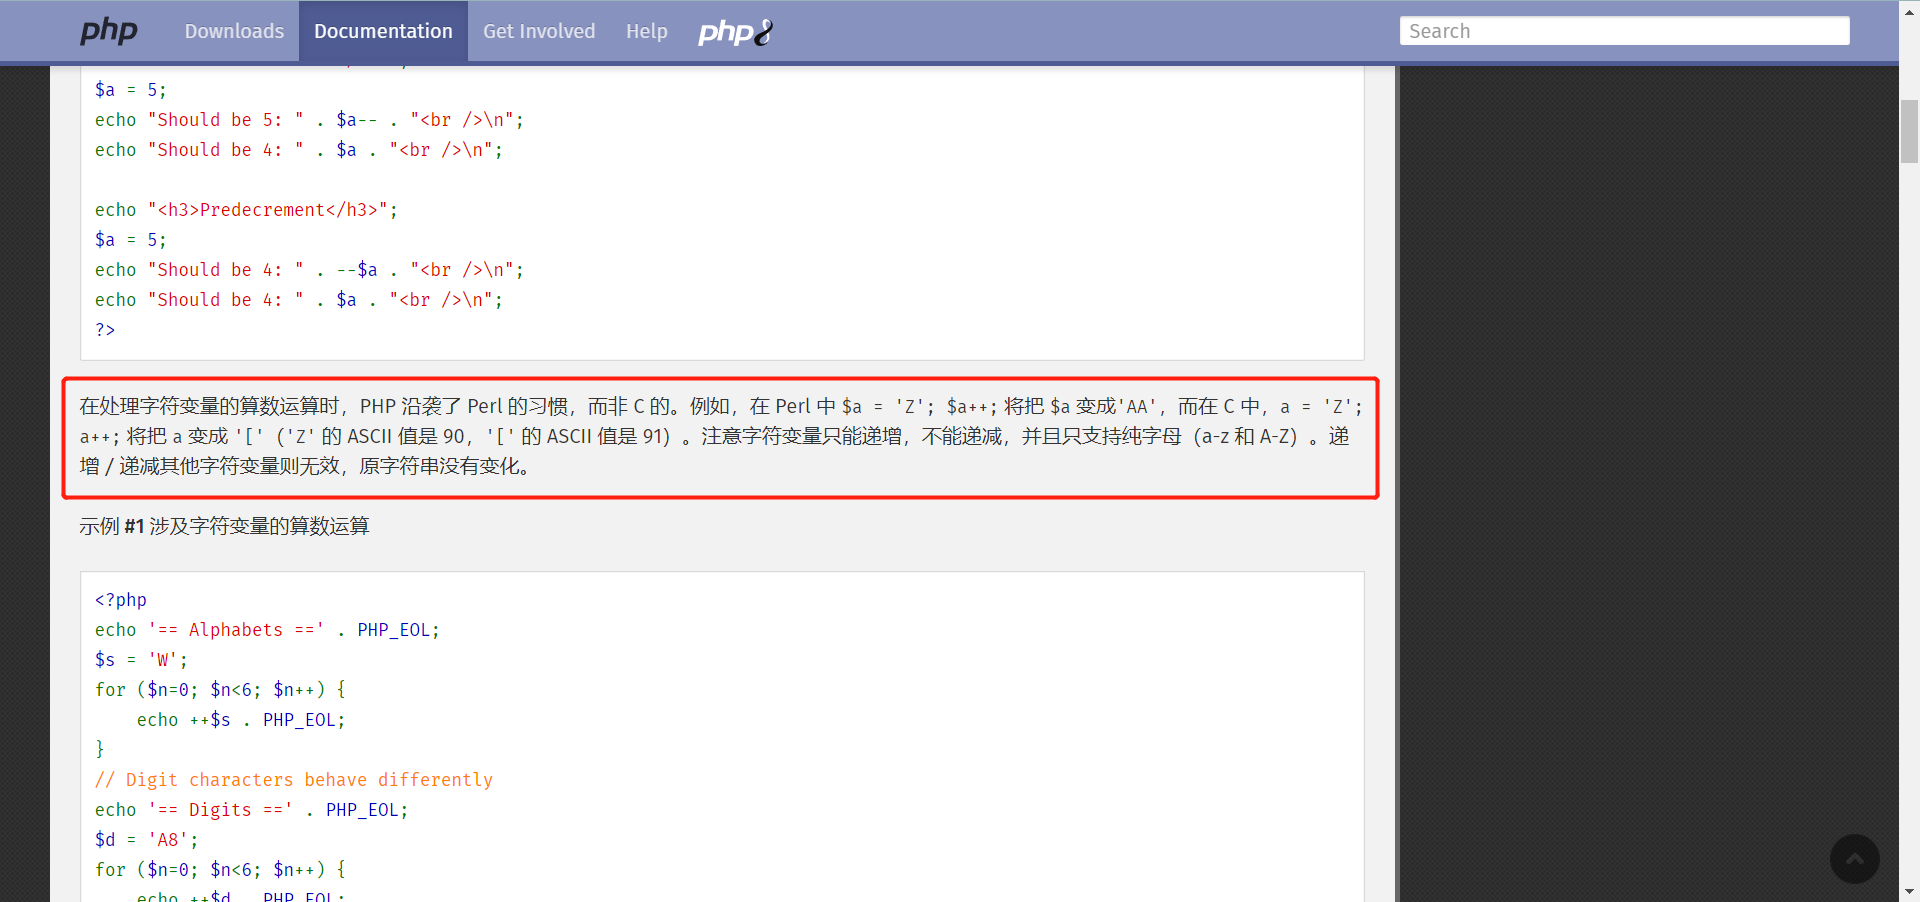 php Downloads Documentation Get Involved Help php8 Search
$a = 5;
echo "Should be 5: " . $a-- . "<br />\n";
echo "Should be 4: " . $a . "<br />\n";
echo "<h3>Predecrement</h3>";
$a = 5;
echo "Should be 4: " . --$a . "<br />\n";
echo "Should be 4: " . $a . "<br />\n";
?>
在处理字符变量的算数运算时，PHP 沿袭了 Perl 的习惯，而非 C 的。例如，在 Perl 中 $a = 'Z'; $a++; 将把 $a 变成'AA'，而在 C 中，a = 'Z';
a++; 将把 a 变成 '['（'Z' 的 ASCII 值是 90，'[' 的 ASCII 值是 91）。注意字符变量只能递增，不能递减，并且只支持纯字母（a-z 和 A-Z）。递
增 / 递减其他字符变量则无效，原字符串没有变化。
示例 #1 涉及字符变量的算数运算
<?php
echo '== Alphabets ==' . PHP_EOL;
$s = 'W';
for ($n=0; $n<6; $n++) {
    echo ++$s . PHP_EOL;
}
// Digit characters behave differently
echo '== Digits ==' . PHP_EOL;
$d = 'A8';
for ($n=0; $n<6; $n++) {
    echo ++$d . PHP_EOL;